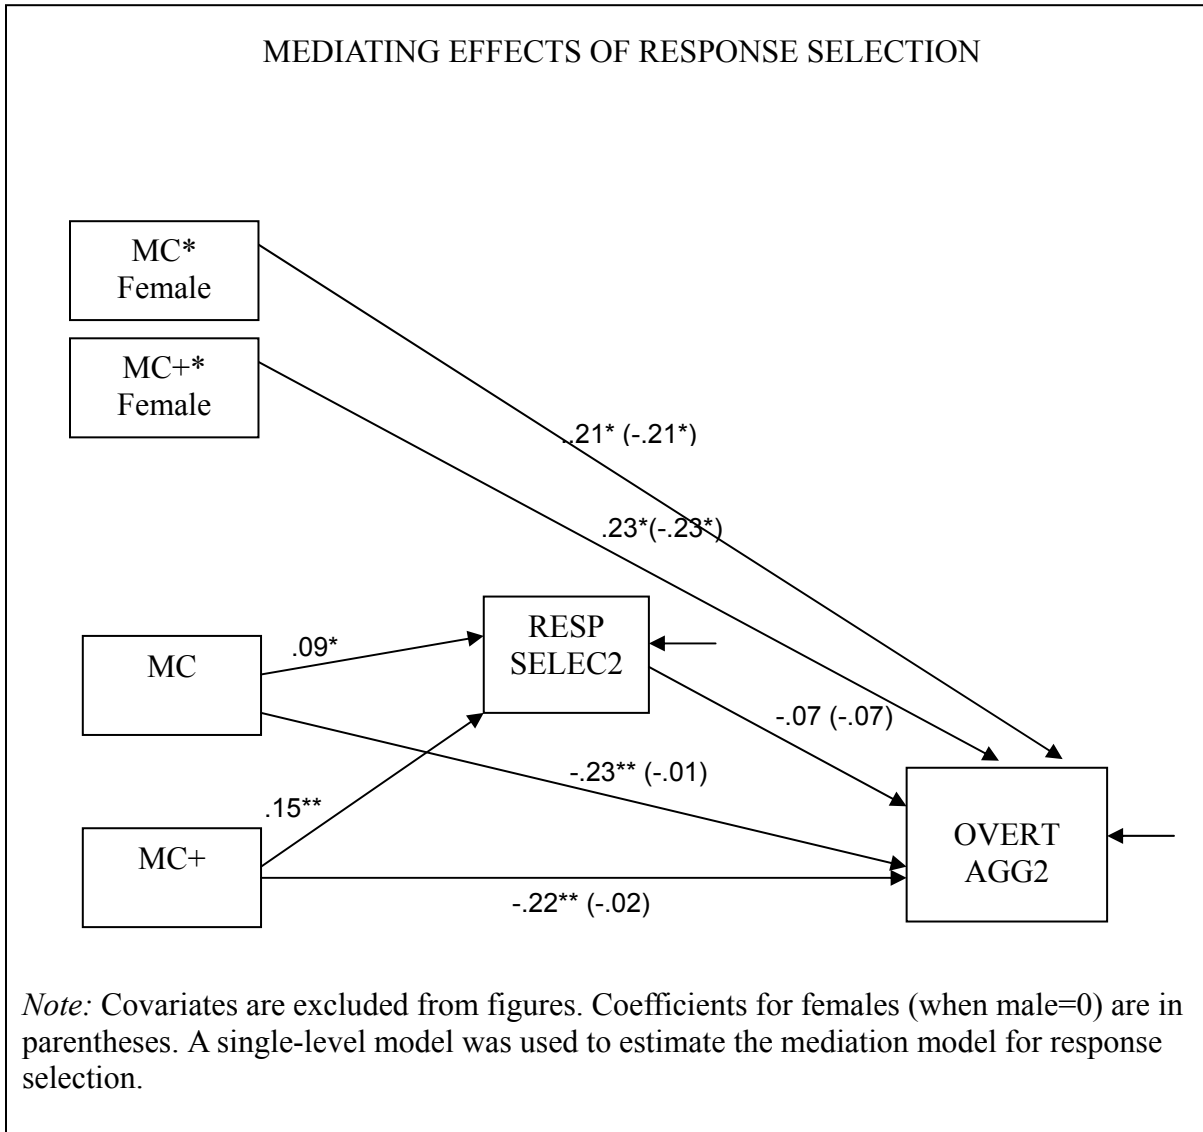 MEDIATING EFFECTS OF RESPONSE SELECTION
MC*
Female
MC+*
Female
.21* (-.21*)
.23*(-.23*)
RESP
SELEC2
.09*
MC
-.07 (-.07)
-.23** (-.01)
.15**
OVERT
AGG2
MC+
-.22** (-.02)
Note: Covariates are excluded from figures. Coefficients for females (when male=0) are in
parentheses. A single-level model was used to estimate the mediation model for response
selection.